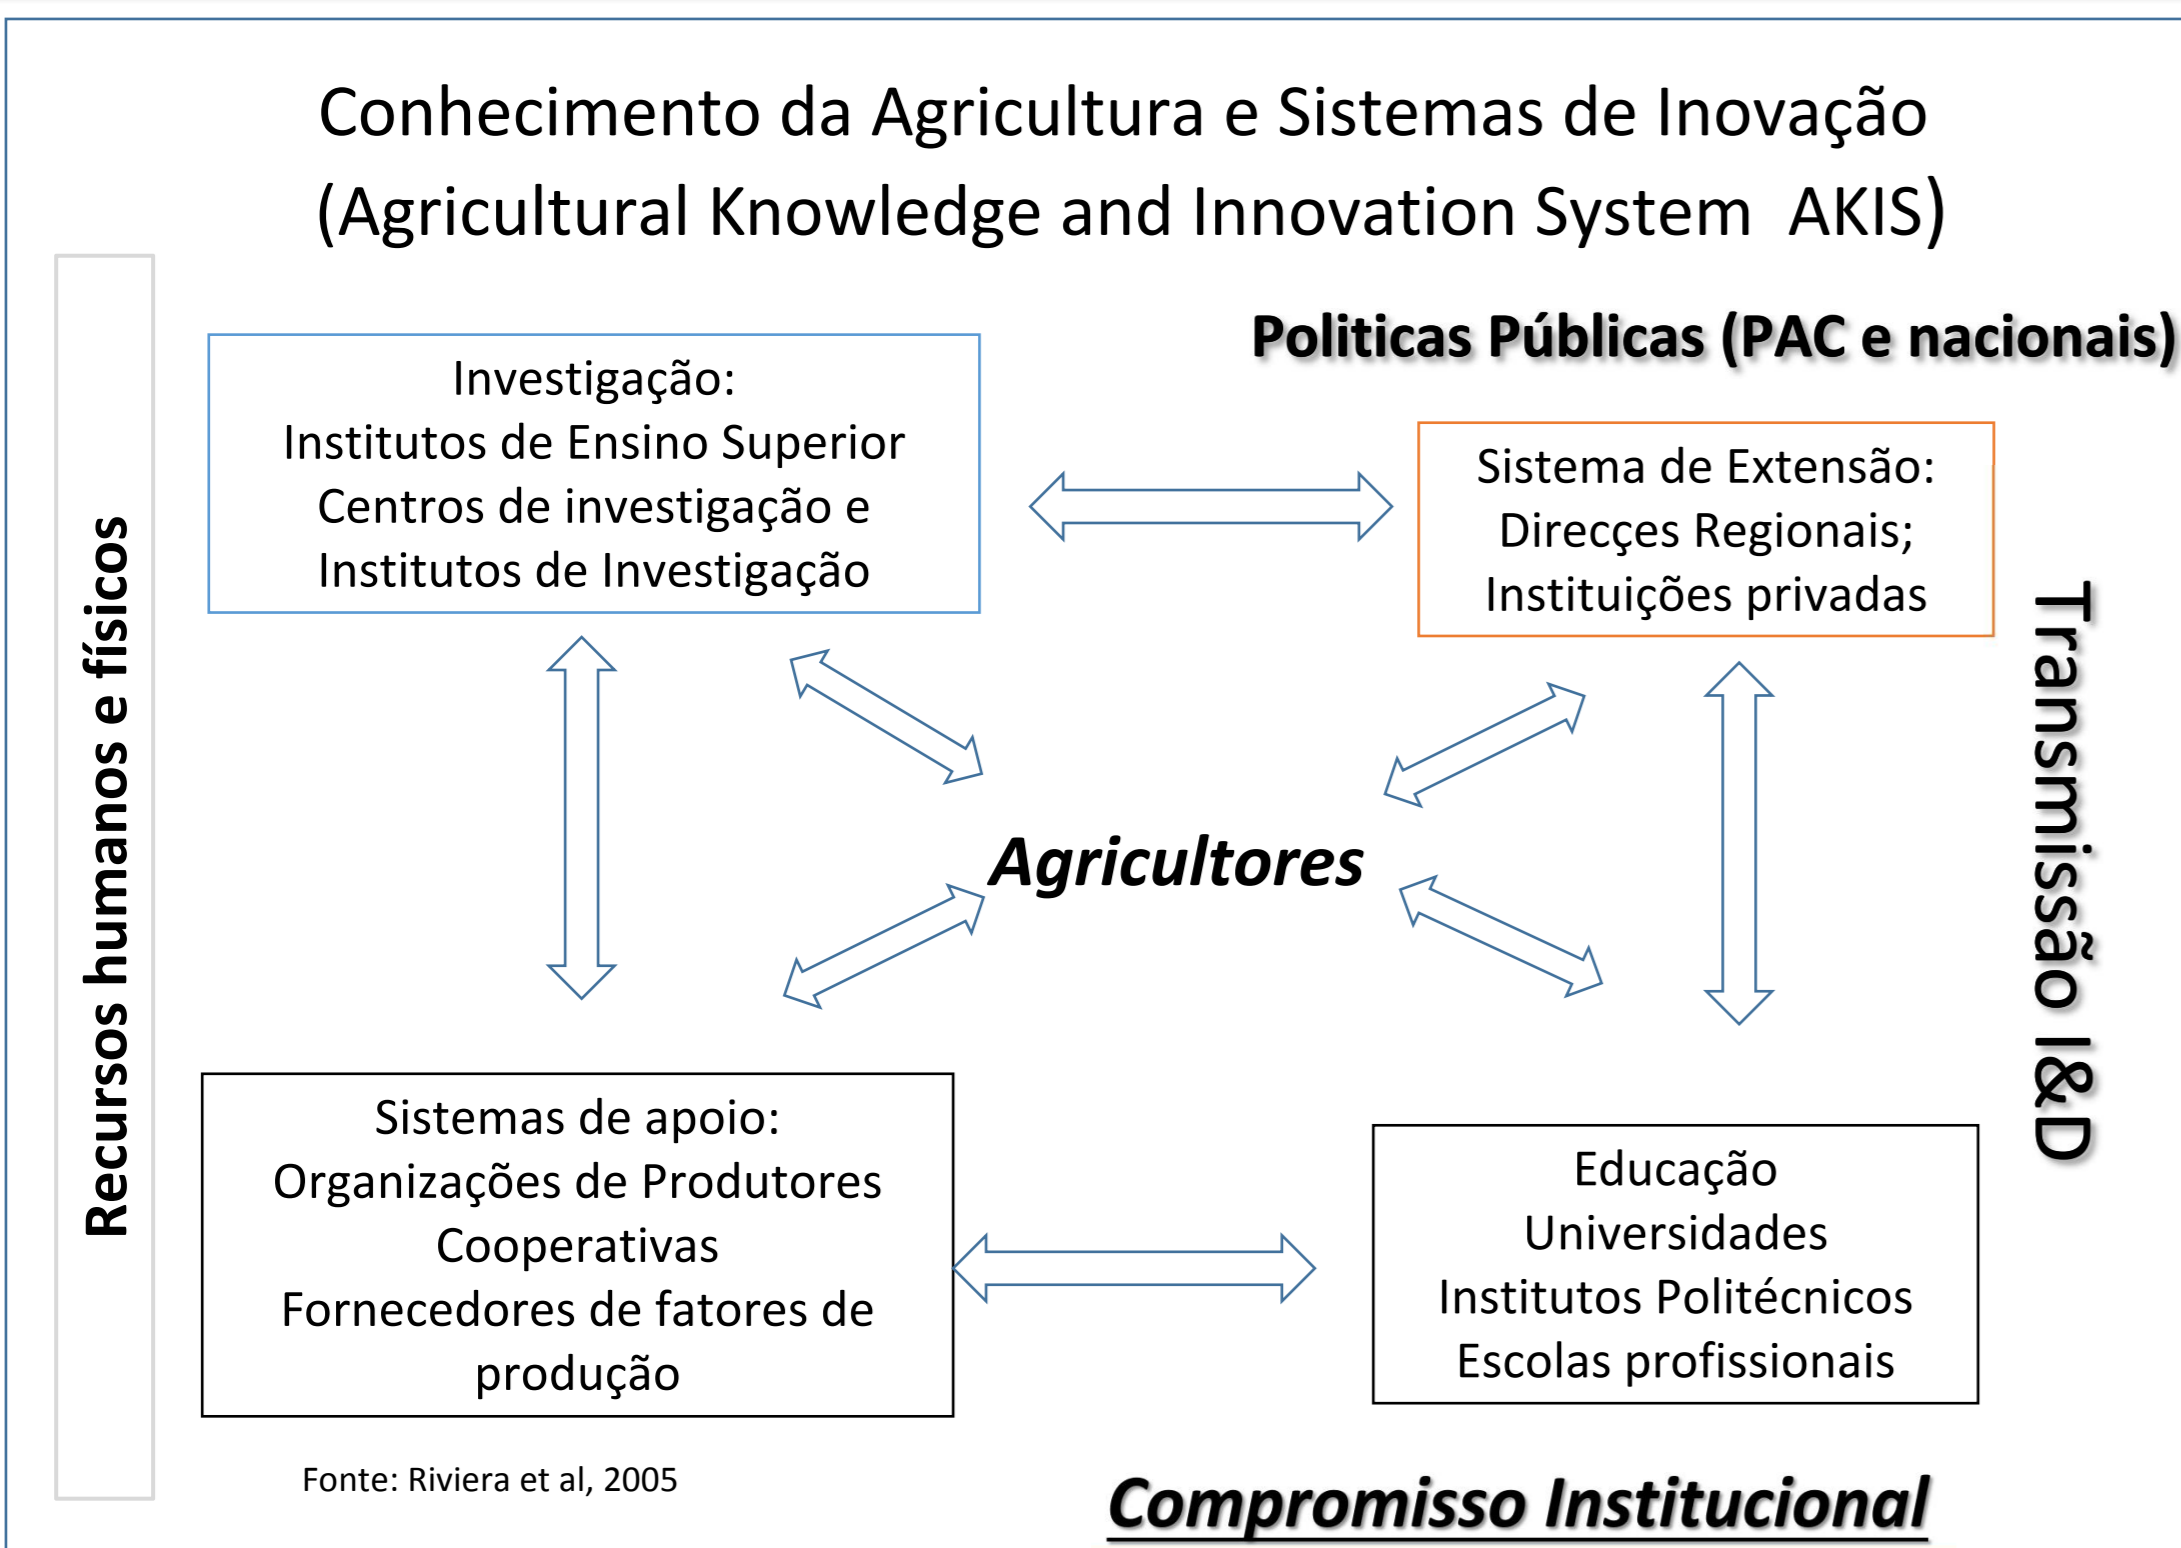 Conhecimento da Agricultura e Sistemas de Inovação
(Agricultural Knowledge and Innovation System  AKIS)
Politicas Públicas (PAC e nacionais)
Recursos humanos e físicos
Investigação:
Institutos de Ensino Superior
Centros de investigação e
Institutos de Investigação
Sistema de Extensão:
Direcçes Regionais;
Instituições privadas
Transmissão I&D
Agricultores
Sistemas de apoio:
Organizações de Produtores
Cooperativas
Fornecedores de fatores de
produção
Educação
Universidades
Institutos Politécnicos
Escolas profissionais
Fonte: Riviera et al, 2005
Compromisso Institucional